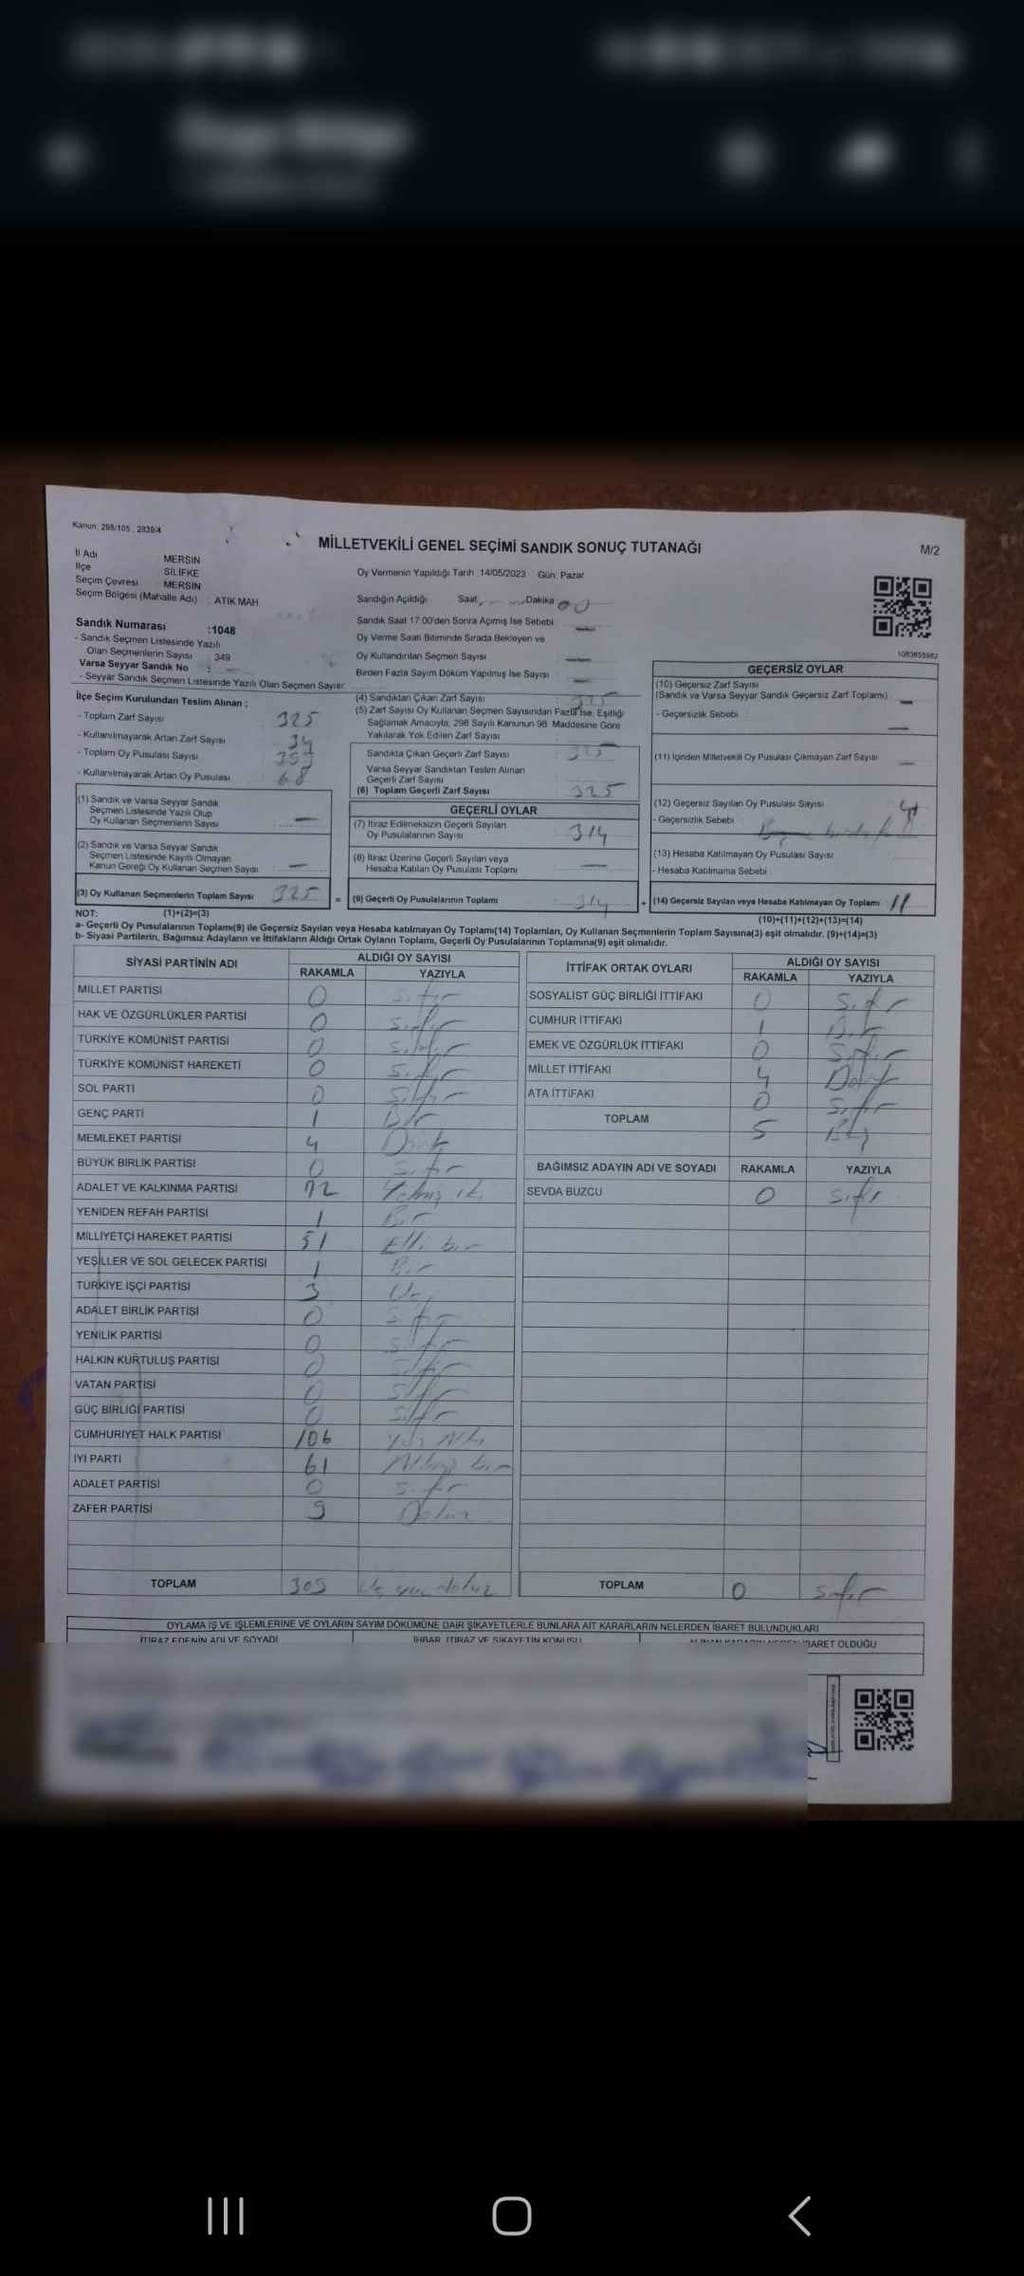 Kanun: 298/105 , 2839/4
MİLLETVEKİLİ GENEL SEÇİMİ SANDIK SONUÇ TUTANAĞI
M/2
İl Adı MERSİN
İlçe SİLİFKE
Seçim Çevresi MERSİN
Seçim Bölgesi (Mahalle Adı) : ATİK MAH
Oy Vermenin Yapıldığı Tarih :14/05/2023 Gün: Pazar
Sandığın Açıldığı Saat Dakika 00
Sandık Saat 17.00'den Sonra Açımış İse Sebebi —
Oy Verme Saati Bitiminde Sırada Bekleyen ve
Oy Kullandırılan Seçmen Sayısı —
Birden Fazla Sayım Döküm Yapılmış İse Sayısı —
1083655982
Sandık Numarası :1048
- Sandık Seçmen Listesinde Yazılı
Olan Seçmenlerin Sayısı 349
Varsa Seyyar Sandık No :
- Seyyar Sandık Seçmen Listesinde Yazılı Olan Seçmen Sayısı:
İlçe Seçim Kurulundan Teslim Alınan ;
- Toplam Zarf Sayısı 325
- Kullanılmayarak Artan Zarf Sayısı 34
- Toplam Oy Pusulası Sayısı
- Kullanılmayarak Artan Oy Pusulası 68
(1) Sandık ve Varsa Seyyar Sandık
Seçmen Listesinde Yazılı Olup
Oy Kullanan Seçmenlerin Sayısı —
(2) Sandık ve Varsa Seyyar Sandık
Seçmen Listesinde Kayıtlı Olmayan
Kanun Gereği Oy Kullanan Seçmen Sayısı —
(3) Oy Kullanan Seçmenlerin Toplam Sayısı 325
(4) Sandıktan Çıkan Zarf Sayısı : 325
(5) Zarf Sayısı Oy Kullanan Seçmen Sayısından Fazla İse, Eşitliği
Sağlamak Amacıyla, 298 Sayılı Kanunun 98. Maddesine Göre
Yakılarak Yok Edilen Zarf Sayısı
Sandıkta Çıkan Geçerli Zarf Sayısı : 325
Varsa Seyyar Sandıktan Teslim Alınan
Geçerli Zarf Sayısı
(6) Toplam Geçerli Zarf Sayısı : 325
GEÇERLİ OYLAR
(7) İtiraz Edilmeksizin Geçerli Sayılan
Oy Pusulalarının Sayısı 314
(8) İtiraz Üzerine Geçerli Sayılan veya
Hesaba Katılan Oy Pusulası Toplamı —
= (9) Geçerli Oy Pusulalarının Toplamı : 314
GEÇERSİZ OYLAR
(10) Geçersiz Zarf Sayısı
(Sandık ve Varsa Seyyar Sandık Geçersiz Zarf Toplamı) —
- Geçersizlik Sebebi —
(11) İçinden Milletvekili Oy Pusulası Çıkmayan Zarf Sayısı —
(12) Geçersiz Sayılan Oy Pusulası Sayısı
- Geçersizlik Sebebi
(13) Hesaba Katılmayan Oy Pusulası Sayısı
- Hesaba Katılmama Sebebi
+ (14) Geçersiz Sayılan veya Hesaba Katılmayan Oy Toplamı 11
NOT: (1)+(2)=(3) (10)+(11)+(12)+(13)=(14)
a- Geçerli Oy Pusulalarının Toplamı(9) ile Geçersiz Sayılan veya Hesaba katılmayan Oy Toplamı(14) Toplamları, Oy Kullanan Seçmenlerin Toplam Sayısına(3) eşit olmalıdır. (9)+(14)=(3)
b- Siyasi Partilerin, Bağımsız Adayların ve İttifakların Aldığı Ortak Oyların Toplamı, Geçerli Oy Pusulalarının Toplamına(9) eşit olmalıdır.
SİYASİ PARTİNİN ADI ALDIĞI OY SAYISI
RAKAMLA YAZIYLA
MİLLET PARTİSİ 0 Sıfır
HAK VE ÖZGÜRLÜKLER PARTİSİ 0 Sıfır
TÜRKİYE KOMÜNİST PARTİSİ 0 Sıfır
TÜRKİYE KOMÜNİST HAREKETİ 0 Sıfır
SOL PARTİ 0 Sıfır
GENÇ PARTİ 1 Bir
MEMLEKET PARTİSİ 4 Dört
BÜYÜK BİRLİK PARTİSİ 0 Sıfır
ADALET VE KALKINMA PARTİSİ 72 Yetmiş iki
YENİDEN REFAH PARTİSİ 1 Bir
MİLLİYETÇİ HAREKET PARTİSİ 51 Elli bir
YEŞİLLER VE SOL GELECEK PARTİSİ 1 Bir
TÜRKİYE İŞÇİ PARTİSİ 3 Üç
ADALET BİRLİK PARTİSİ 0 Sıfır
YENİLİK PARTİSİ 0 Sıfır
HALKIN KURTULUŞ PARTİSİ 0 Sıfır
VATAN PARTİSİ 0 Sıfır
GÜÇ BİRLİĞİ PARTİSİ 0 Sıfır
CUMHURİYET HALK PARTİSİ 106 Yüz Altı
İYİ PARTİ 61 Altmış bir
ADALET PARTİSİ 0 Sıfır
ZAFER PARTİSİ 9 Dokuz
TOPLAM 309 Üç yüz dokuz
İTTİFAK ORTAK OYLARI ALDIĞI OY SAYISI
RAKAMLA YAZIYLA
SOSYALİST GÜÇ BİRLİĞİ İTTİFAKI 0 Sıfır
CUMHUR İTTİFAKI 1 Bir
EMEK VE ÖZGÜRLÜK İTTİFAKI 0 Sıfır
MİLLET İTTİFAKI 4 Dört
ATA İTTİFAKI 0 Sıfır
TOPLAM 5 Beş
BAĞIMSIZ ADAYIN ADI VE SOYADI RAKAMLA YAZIYLA
SEVDA BUZCU 0 Sıfır
TOPLAM 0 Sıfır
OYLAMA İŞ VE İŞLEMLERİNE VE OYLARIN SAYIM DÖKÜMÜNE DAİR ŞİKAYETLERLE BUNLARA AİT KARARLARIN NELERDEN İBARET BULUNDUKLARI
İTİRAZ EDENİN ADI VE SOYADI İHBAR, İTİRAZ VE ŞİKAYETİN KONUSU İBARET OLDUĞU